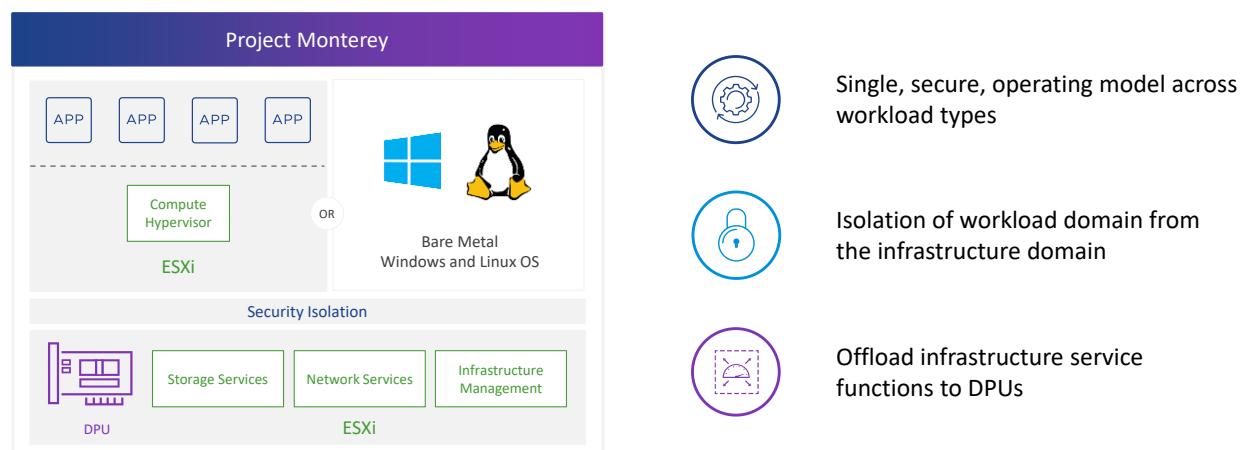 Project Monterey
APP
APP
APP
APP
Compute
Hypervisor
ESXi
OR
Bare Metal
Windows and Linux OS
Security Isolation
DPU
Storage Services
Network Services
Infrastructure
Management
ESXi
Single, secure, operating model across
workload types
Isolation of workload domain from
the infrastructure domain
Offload infrastructure service
functions to DPUs